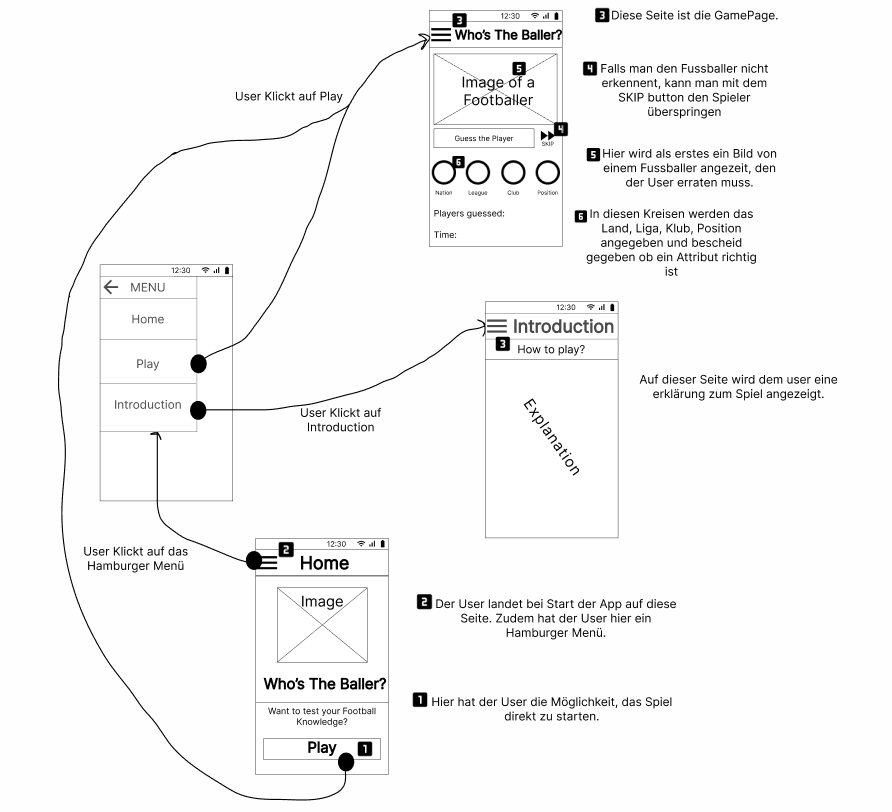 12:30
3
Who's The Baller?
5
Image of a
Footballer
Guess the Player
4
SKIP
6
Nation
League
Club
Position
Players guessed:
Time:
3 Diese Seite ist die GamePage.
4 Falls man den Fussballer nicht
erkennent, kann man mit dem
SKIP button den Spieler
überspringen
5 Hier wird als erstes ein Bild von
einem Fussballer angezeit, den
der User erraten muss.
6 In diesen Kreisen werden das
Land, Liga, Klub, Position
angegeben und bescheid
gegeben ob ein Attribut richtig
ist
User Klickt auf Play
12:30
MENU
Home
Play
Introduction
User Klickt auf
Introduction
12:30
Introduction
3
How to play?
Explanation
Auf dieser Seite wird dem user eine
erklärung zum Spiel angezeigt.
User Klickt auf das
Hamburger Menü
12:30
2
Home
Image
Who's The Baller?
Want to test your Football
Knowledge?
Play
1
2 Der User landet bei Start der App auf diese
Seite. Zudem hat der User hier ein
Hamburger Menü.
1 Hier hat der User die Möglichkeit, das Spiel
direkt zu starten.